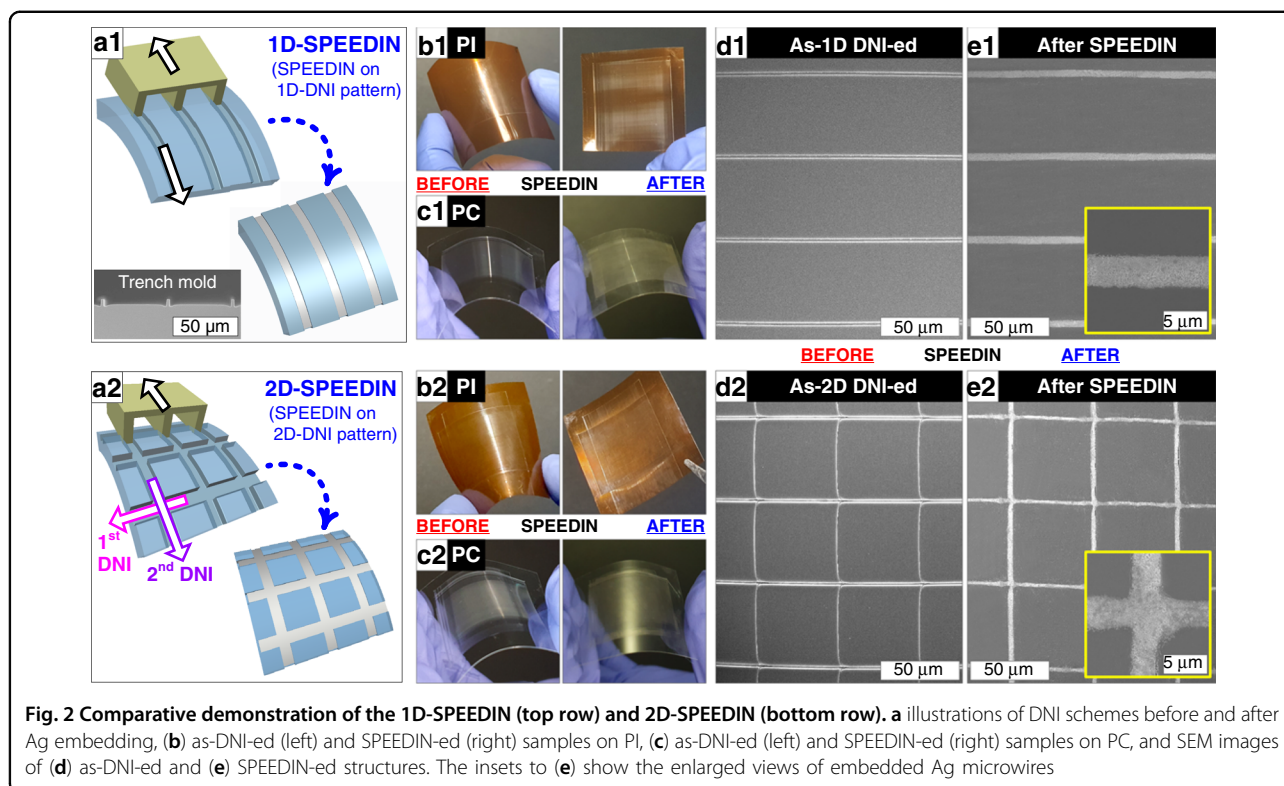 a1
1D-SPEEDIN
(SPEEDIN on
1D-DNI pattern)
Trench mold
50 µm
b1 PI
BEFORE SPEEDIN AFTER
c1 PC
d1 As-1D DNI-ed
50 µm
e1 After SPEEDIN
50 µm
5 µm
BEFORE SPEEDIN AFTER
a2
2D-SPEEDIN
(SPEEDIN on
2D-DNI pattern)
1st
DNI
2nd DNI
b2 PI
BEFORE SPEEDIN AFTER
c2 PC
d2 As-2D DNI-ed
50 µm
e2 After SPEEDIN
50 µm
5 µm
Fig. 2 Comparative demonstration of the 1D-SPEEDIN (top row) and 2D-SPEEDIN (bottom row). a illustrations of DNI schemes before and after
Ag embedding, (b) as-DNI-ed (left) and SPEEDIN-ed (right) samples on PI, (c) as-DNI-ed (left) and SPEEDIN-ed (right) samples on PC, and SEM images
of (d) as-DNI-ed and (e) SPEEDIN-ed structures. The insets to (e) show the enlarged views of embedded Ag microwires